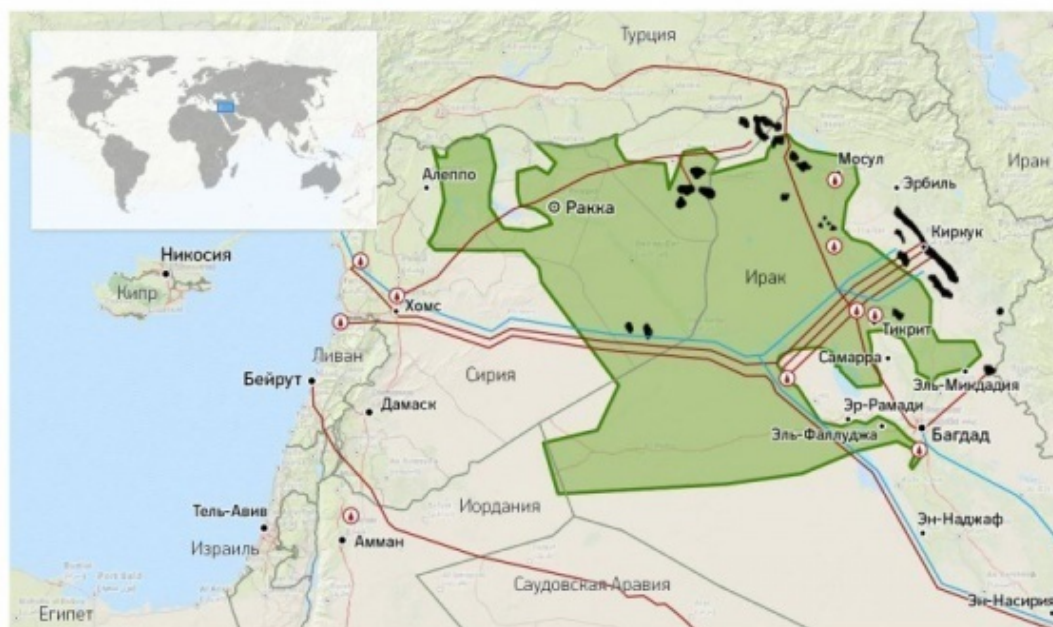 Турция
Иран
Мосул
Эрбиль
Алеппо
Ракка
Киркук
Никосия
Кипр
Ирак
Хомс
Тикрит
Ливан
Самарра
Сирия
Бейрут
Эль-Микдадия
Дамаск
Эр-Рамади
Эль-Фаллуджа
Багдад
Иордания
Тель-Авив
Эн-Наджаф
Израиль
Амман
Саудовская Аравия
Эн-Насирия
Египет